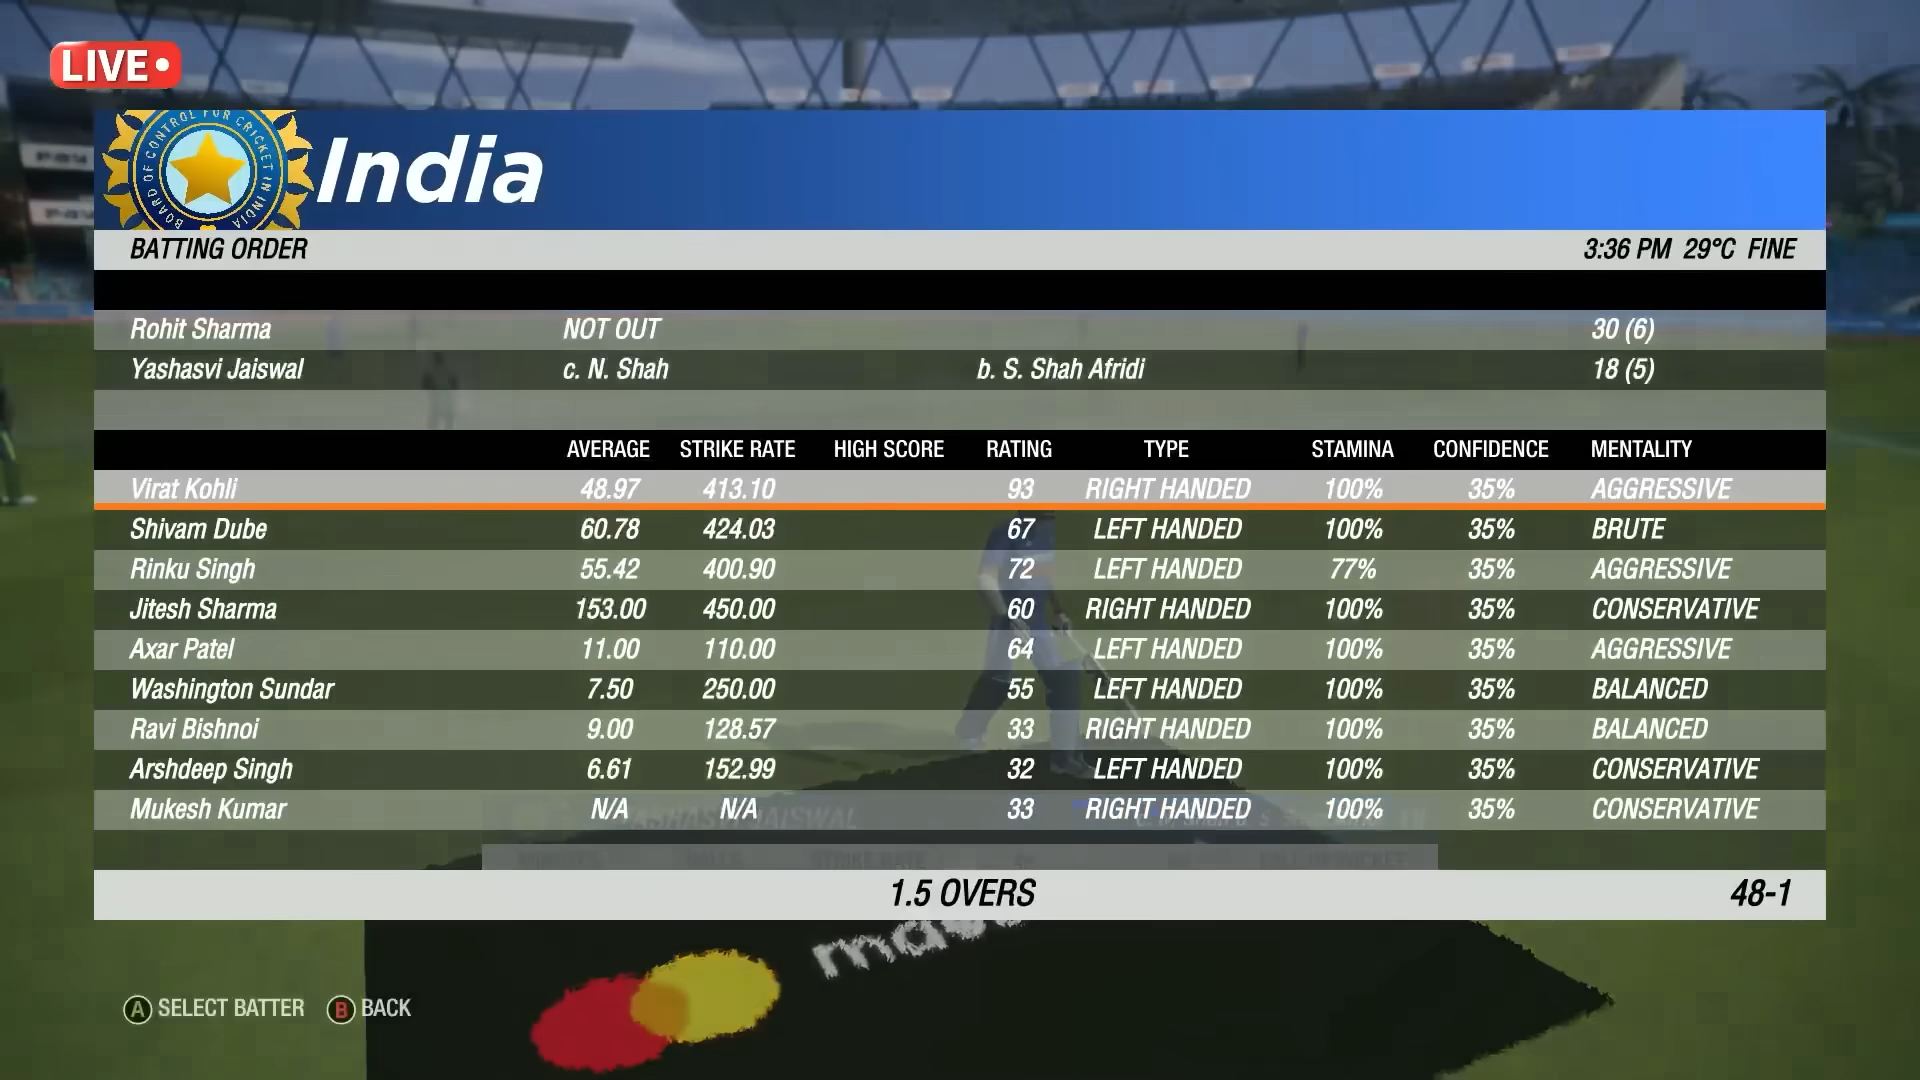 LIVE
BOARD OF CONTROL FOR CRICKET IN INDIA
India
BATTING ORDER 3:36 PM 29°C FINE
Rohit Sharma NOT OUT 30 (6)
Yashasvi Jaiswal c. N. Shah b. S. Shah Afridi 18 (5)
AVERAGE STRIKE RATE HIGH SCORE RATING TYPE STAMINA CONFIDENCE MENTALITY
Virat Kohli 48.97 413.10 93 RIGHT HANDED 100% 35% AGGRESSIVE
Shivam Dube 60.78 424.03 67 LEFT HANDED 100% 35% BRUTE
Rinku Singh 55.42 400.90 72 LEFT HANDED 77% 35% AGGRESSIVE
Jitesh Sharma 153.00 450.00 60 RIGHT HANDED 100% 35% CONSERVATIVE
Axar Patel 11.00 110.00 64 LEFT HANDED 100% 35% AGGRESSIVE
Washington Sundar 7.50 250.00 55 LEFT HANDED 100% 35% BALANCED
Ravi Bishnoi 9.00 128.57 33 RIGHT HANDED 100% 35% BALANCED
Arshdeep Singh 6.61 152.99 32 LEFT HANDED 100% 35% CONSERVATIVE
Mukesh Kumar N/A N/A 33 RIGHT HANDED 100% 35% CONSERVATIVE
1.5 OVERS 48-1
A SELECT BATTER B BACK